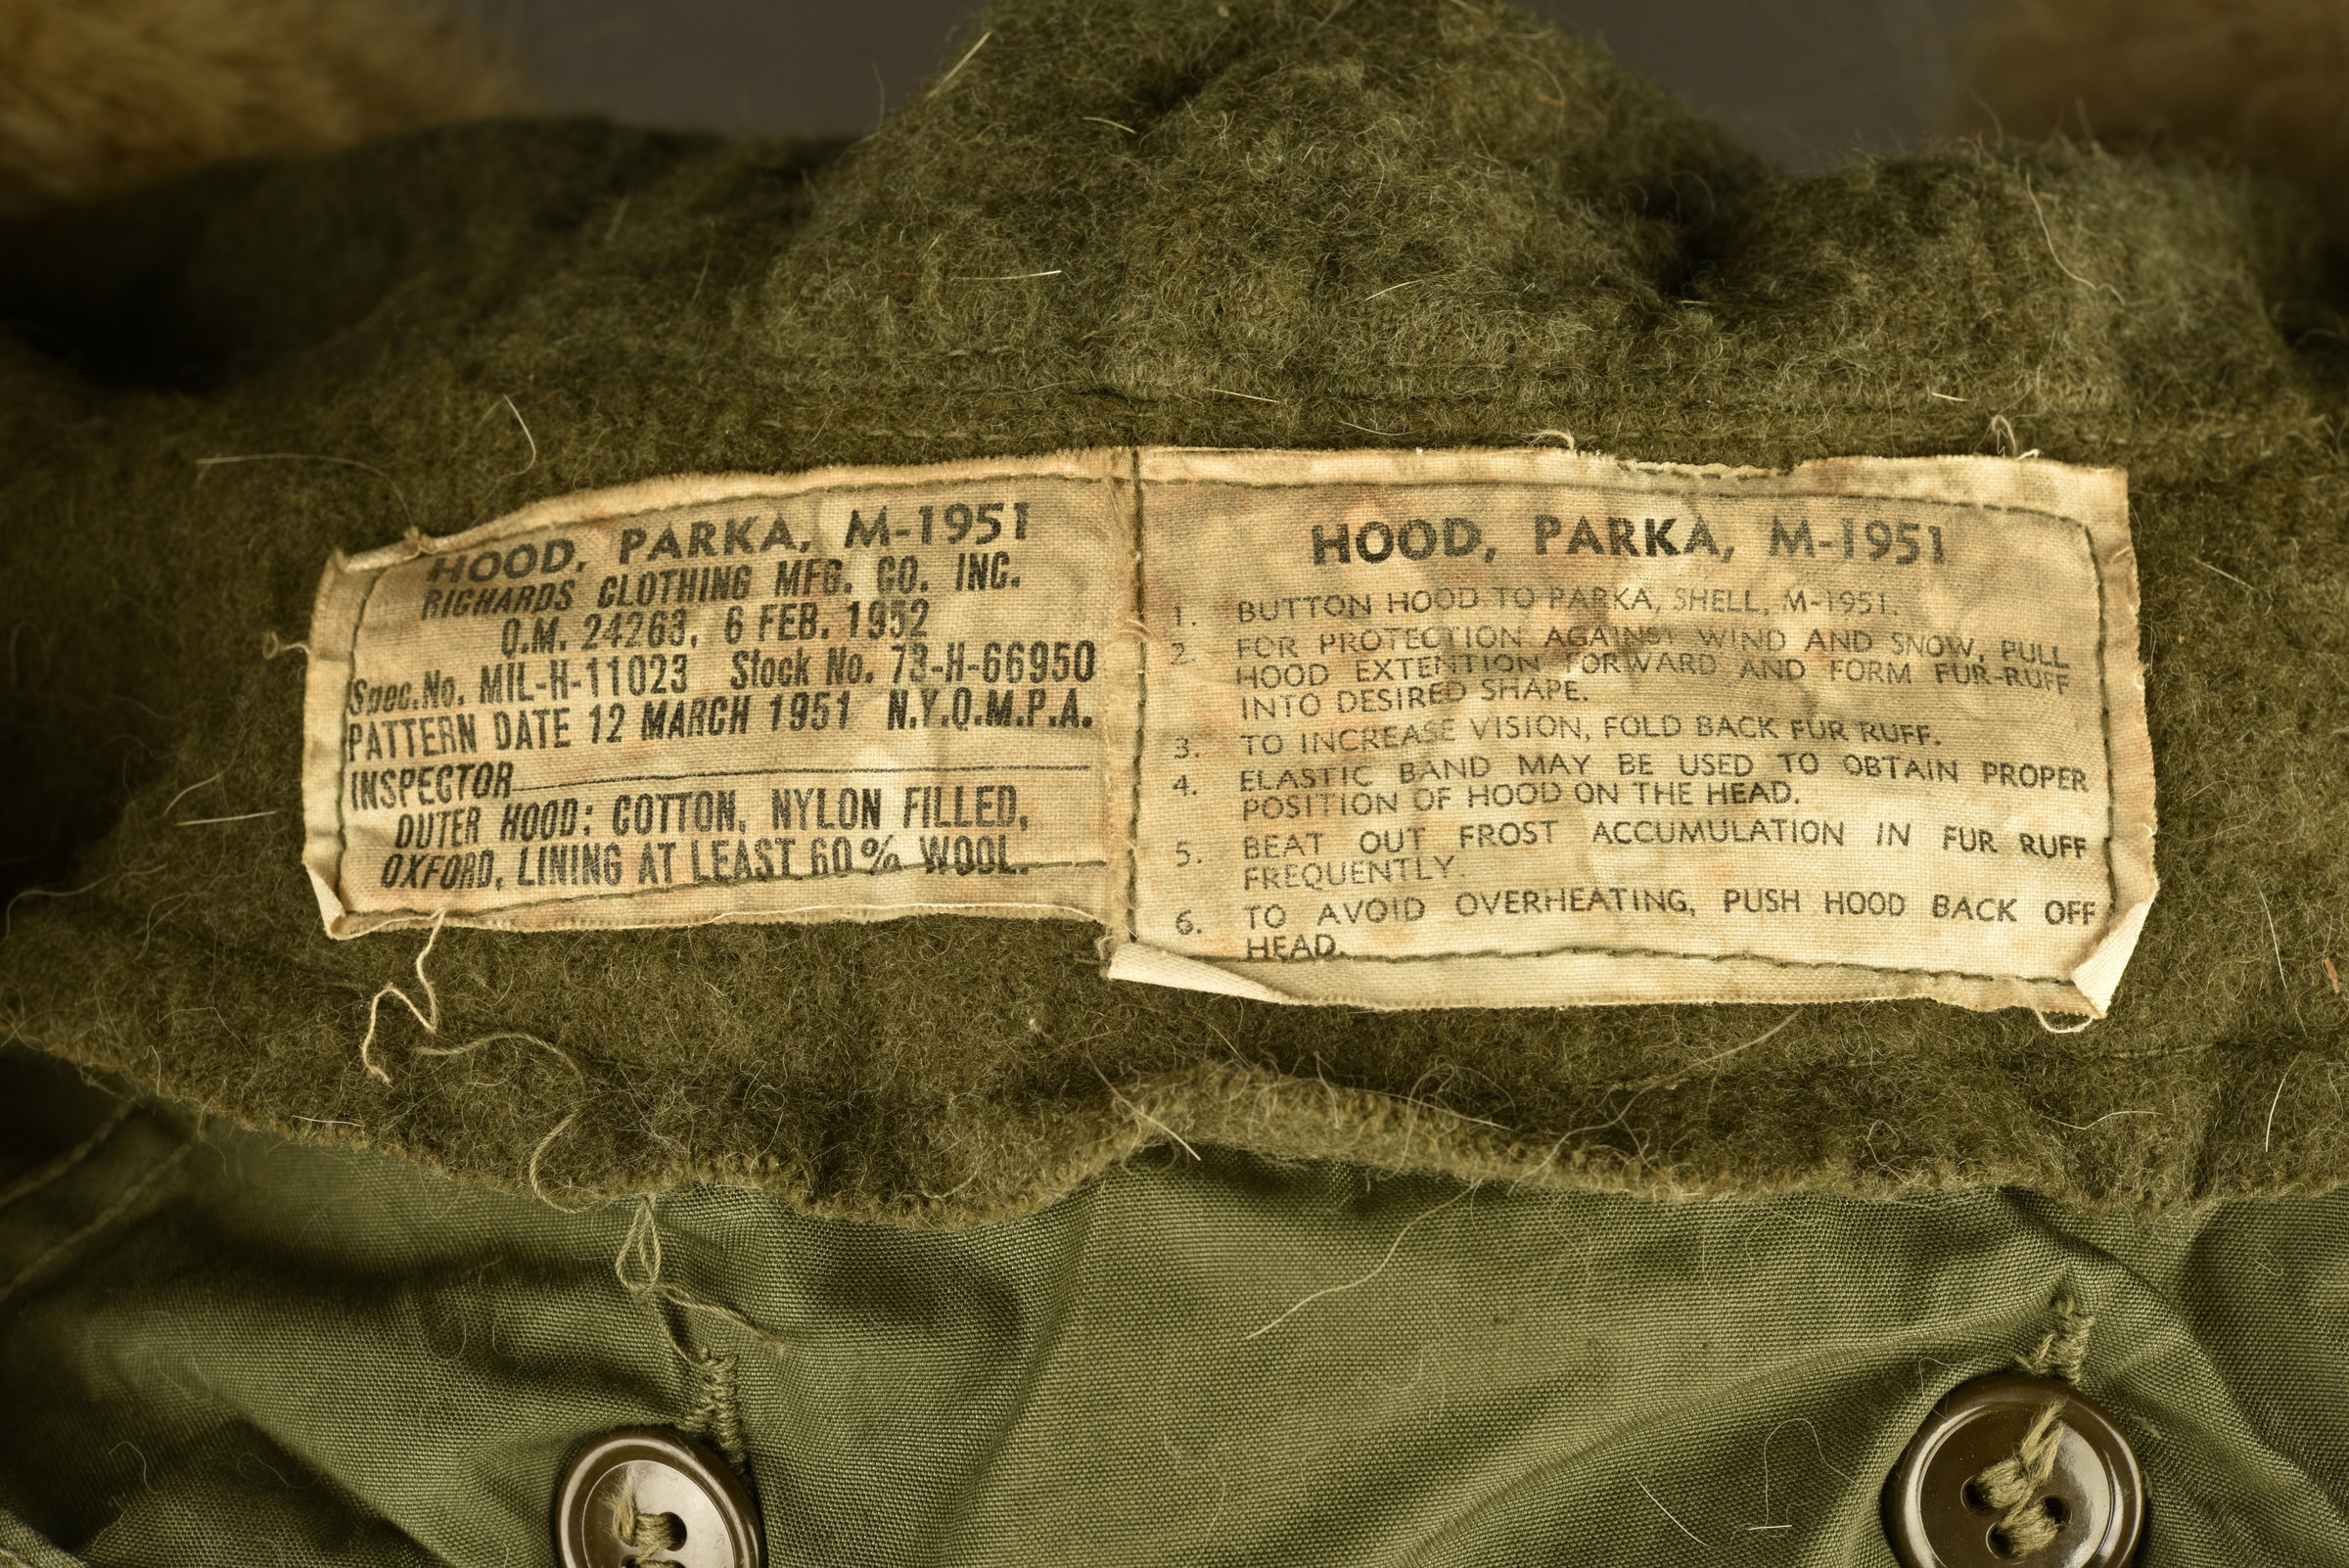 HOOD, PARKA, M-1951
RICHARDS CLOTHING MFG. CO. INC.
Q.M. 24263, 6 FEB. 1952
Spec.No. MIL-H-11023 Stock No. 73-H-66950
PATTERN DATE 12 MARCH 1951 N.Y.Q.M.P.A.
INSPECTOR
OUTER HOOD: COTTON, NYLON FILLED,
OXFORD, LINING AT LEAST 60% WOOL.
HOOD, PARKA, M-1951
1. BUTTON HOOD TO PARKA, SHELL, M-1951.
2. FOR PROTECTION AGAINST WIND AND SNOW, PULL
HOOD EXTENTION FORWARD AND FORM FUR-RUFF
INTO DESIRED SHAPE.
3. TO INCREASE VISION, FOLD BACK FUR RUFF.
4. ELASTIC BAND MAY BE USED TO OBTAIN PROPER
POSITION OF HOOD ON THE HEAD.
5. BEAT OUT FROST ACCUMULATION IN FUR RUFF
FREQUENTLY.
6. TO AVOID OVERHEATING, PUSH HOOD BACK OFF
HEAD.